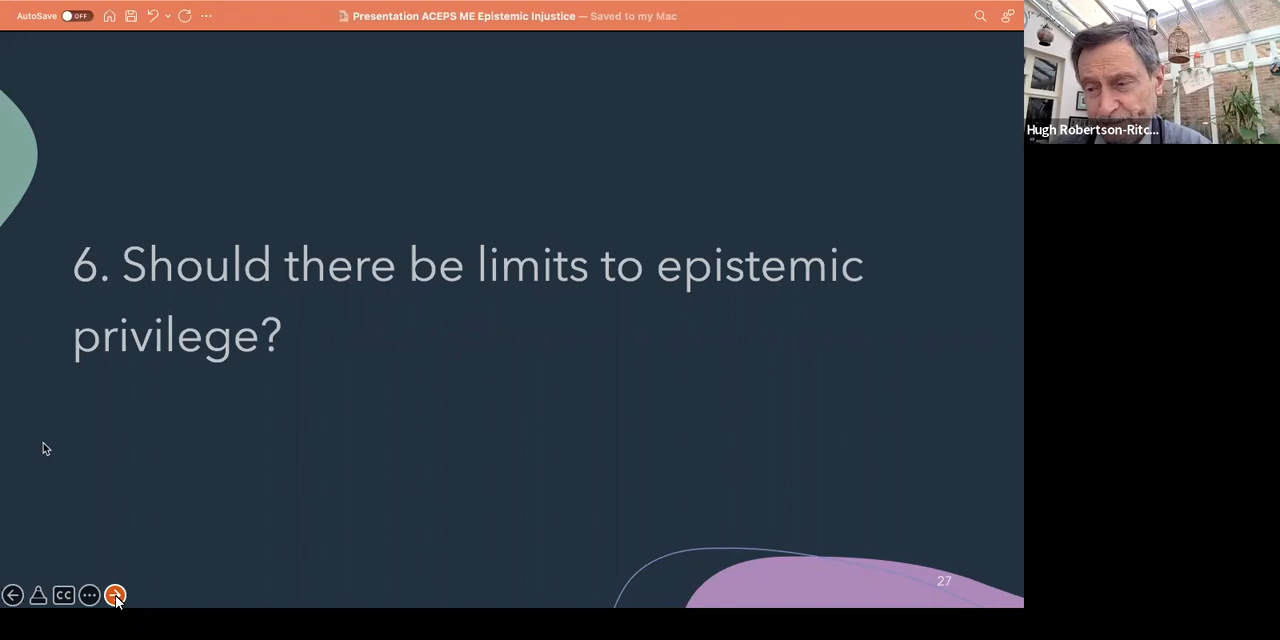 AutoSave OFF
Presentation ACEPS ME Epistemic Injustice — Saved to my Mac
Hugh Robertson-Ritc...
6. Should there be limits to epistemic
privilege?
27
CC